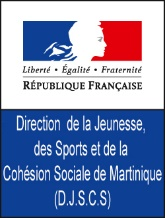 Liberté • Égalité • Fraternité
RÉPUBLIQUE FRANÇAISE
Direction de la Jeunesse,
des Sports et de la
Cohésion Sociale de Martinique
(D.J.S.C.S)